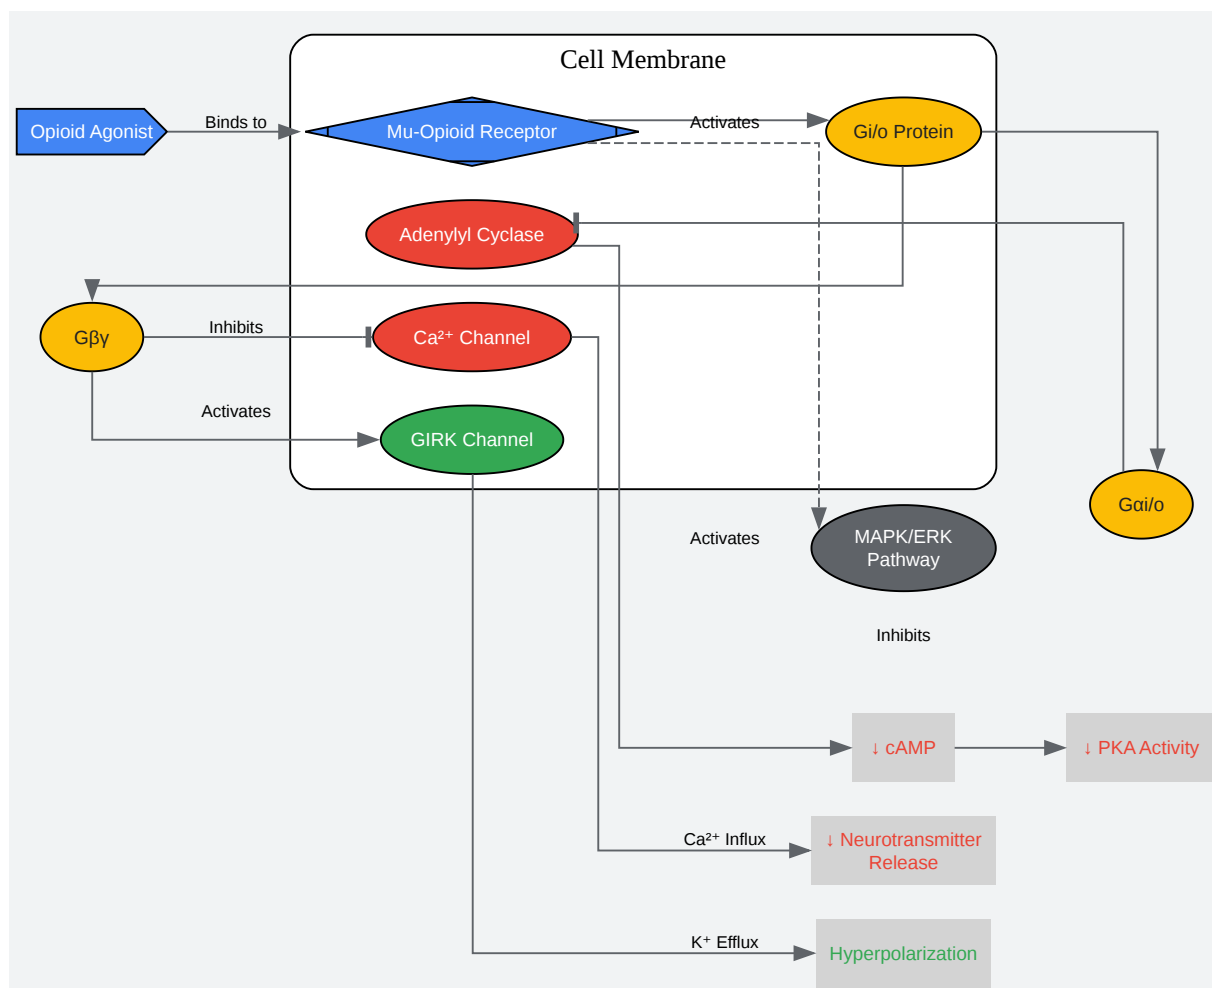 Cell Membrane
Opioid Agonist
Binds to
Mu-Opioid Receptor
Activates
Gi/o Protein
Adenylyl Cyclase
Gβγ
Inhibits
Ca²⁺ Channel
Activates
GIRK Channel
Gαi/o
Activates
MAPK/ERK
Pathway
Inhibits
↓ cAMP
↓ PKA Activity
Ca²⁺ Influx
↓ Neurotransmitter
Release
K⁺ Efflux
Hyperpolarization